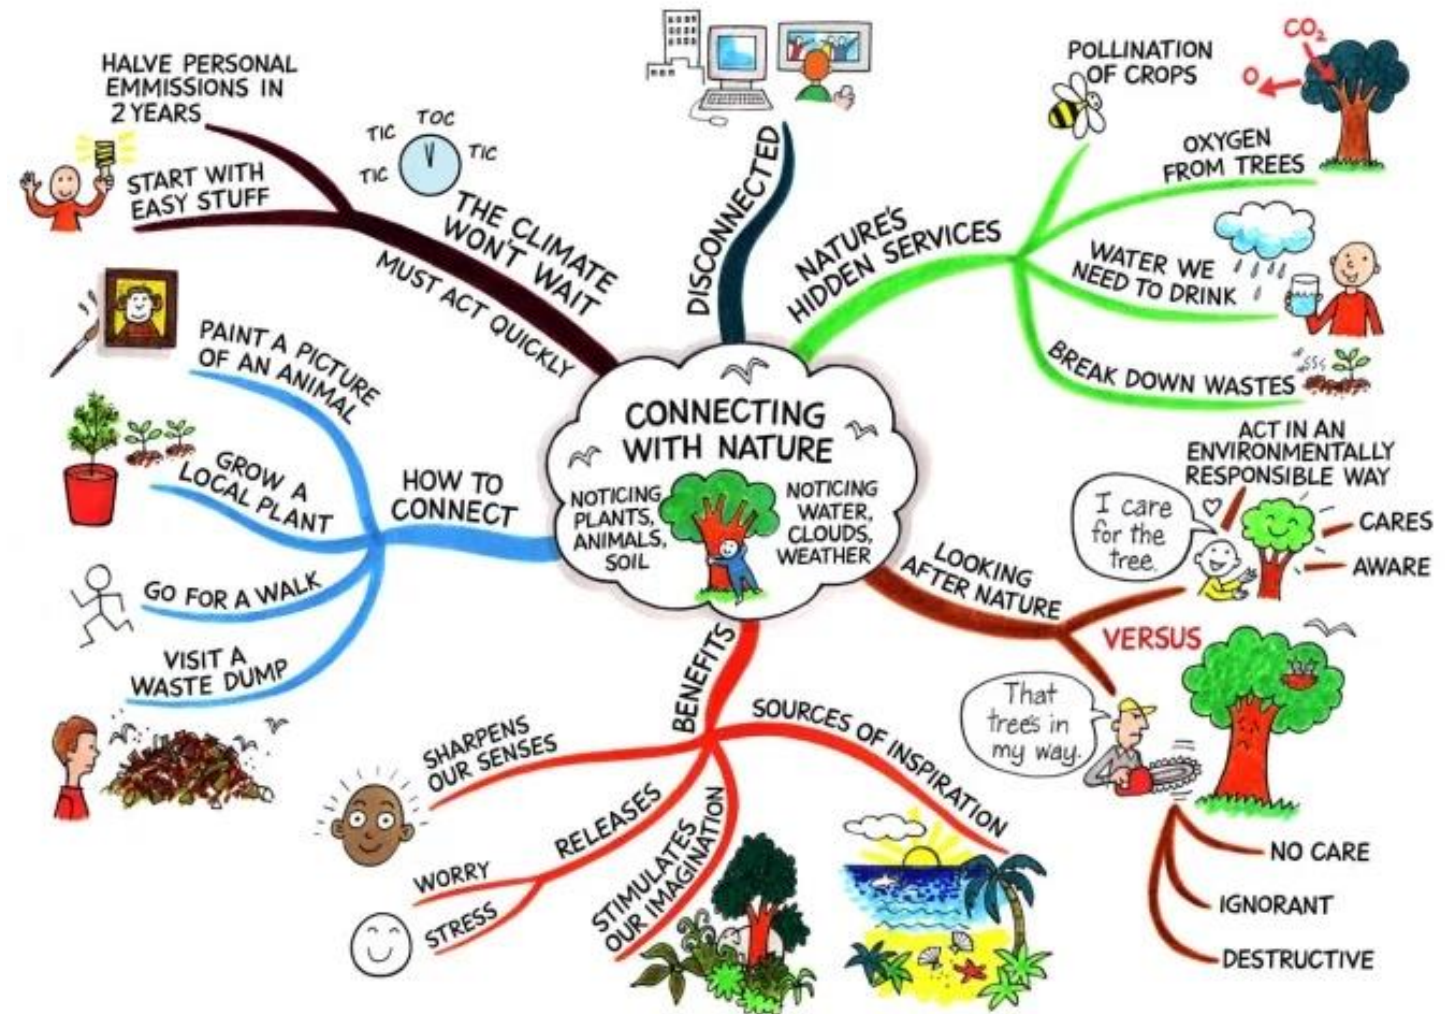 CONNECTING
WITH NATURE
NOTICING
PLANTS,
ANIMALS,
SOIL
NOTICING
WATER,
CLOUDS,
WEATHER
DISCONNECTED
NATURE'S
HIDDEN SERVICES
POLLINATION
OF CROPS
OXYGEN
FROM TREES
CO2
O
WATER WE
NEED TO DRINK
BREAK DOWN WASTES
LOOKING
AFTER NATURE
ACT IN AN
ENVIRONMENTALLY
RESPONSIBLE WAY
I care
for the
tree.
CARES
AWARE
VERSUS
That
tree's in
my way.
NO CARE
IGNORANT
DESTRUCTIVE
BENEFITS
SOURCES OF INSPIRATION
STIMULATES
OUR IMAGINATION
RELEASES
WORRY
STRESS
SHARPENS
OUR SENSES
HOW TO
CONNECT
PAINT A PICTURE
OF AN ANIMAL
GROW A
LOCAL PLANT
GO FOR A WALK
VISIT A
WASTE DUMP
THE CLIMATE
WON'T WAIT
MUST ACT QUICKLY
TIC
TIC
TOC
TIC
HALVE PERSONAL
EMMISSIONS IN
2 YEARS
START WITH
EASY STUFF